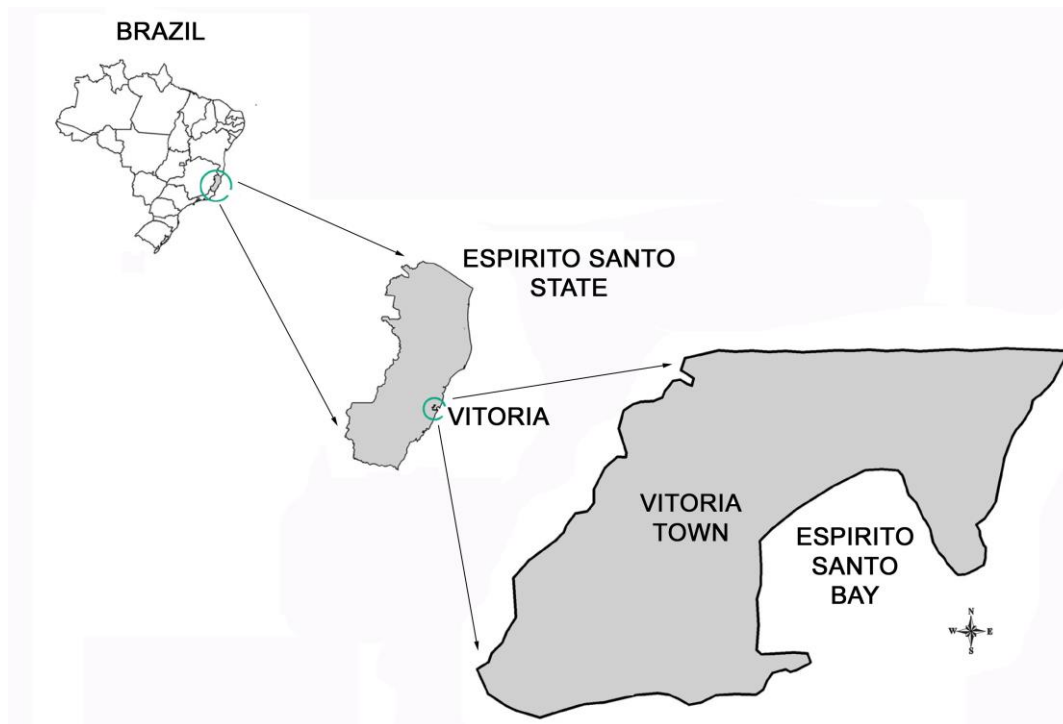 BRAZIL
ESPIRITO SANTO
STATE
VITORIA
VITORIA
TOWN
ESPIRITO
SANTO
BAY
N
W E
S